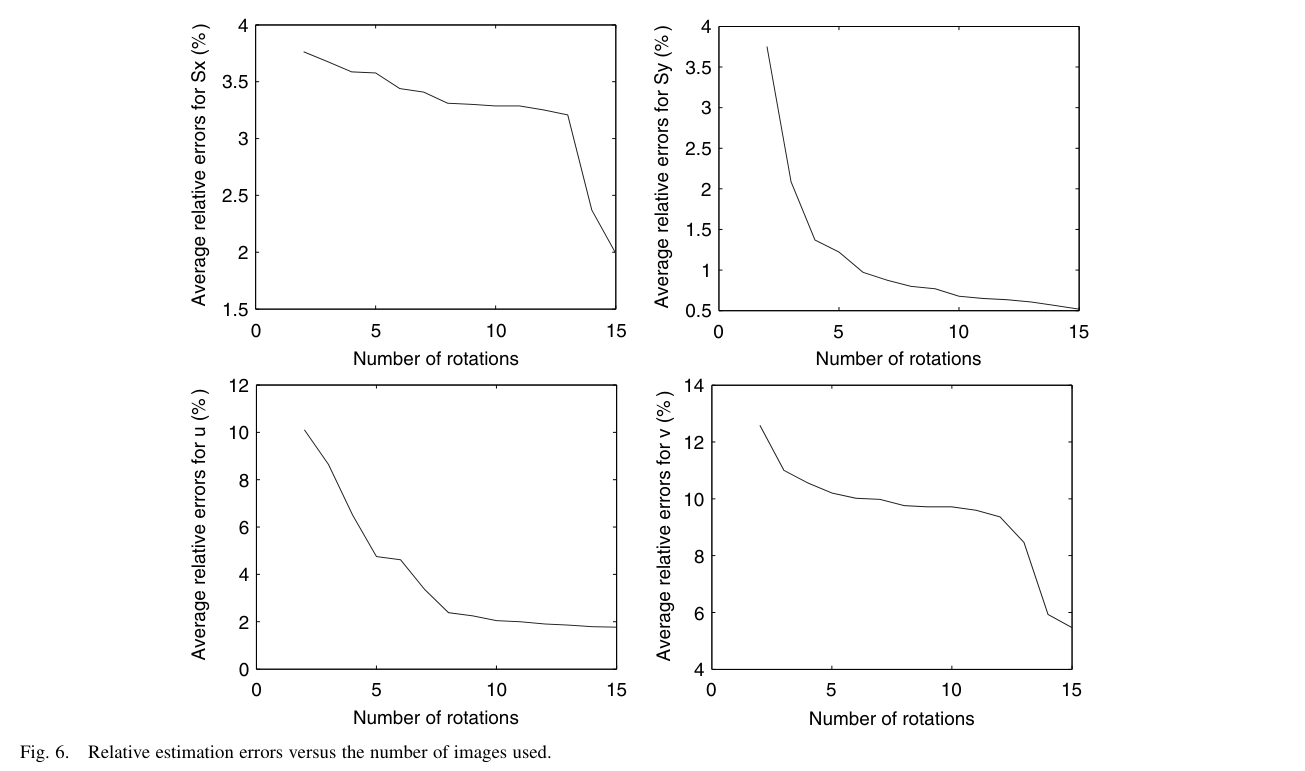 Average relative errors for Sx (%)
4
3.5
3
2.5
2
1.5
0 5 10 15
Number of rotations
Average relative errors for Sy (%)
4
3.5
3
2.5
2
1.5
1
0.5
0 5 10 15
Number of rotations
Average relative errors for u (%)
12
10
8
6
4
2
0
0 5 10 15
Number of rotations
Average relative errors for v (%)
14
12
10
8
6
4
0 5 10 15
Number of rotations
Fig. 6. Relative estimation errors versus the number of images used.